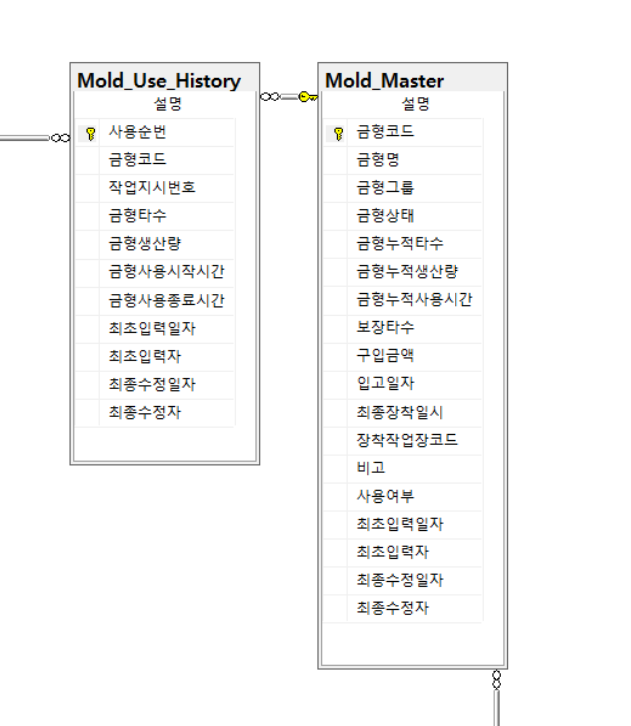 Mold_Use_History
설명
사용순번
금형코드
작업지시번호
금형타수
금형생산량
금형사용시작시간
금형사용종료시간
최초입력일자
최초입력자
최종수정일자
최종수정자
Mold_Master
설명
금형코드
금형명
금형그룹
금형상태
금형누적타수
금형누적생산량
금형누적사용시간
보장타수
구입금액
입고일자
최종장착일시
장착작업장코드
비고
사용여부
최초입력일자
최초입력자
최종수정일자
최종수정자